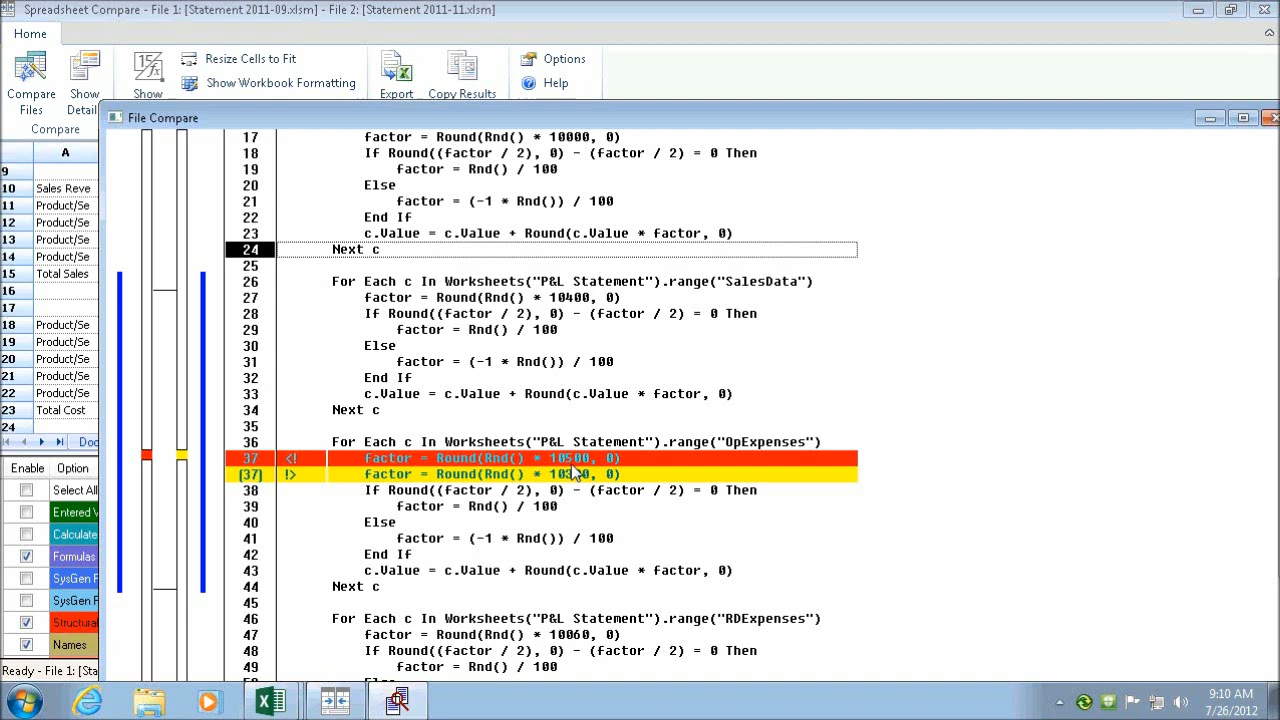 Spreadsheet Compare - File 1: [Statement 2011-09.xlsm] - File 2: [Statement 2011-11.xlsm]
Home
Compare Files
Show Detail
Compare
Show
Resize Cells to Fit
Show Workbook Formatting
Export
Copy Results
Options
Help
File Compare
A
9
10 Sales Reve
11 Product/Se
12 Product/Se
13 Product/Se
14 Product/Se
15 Total Sales
16
17
18 Product/Se
19 Product/Se
20 Product/Se
21 Product/Se
22 Product/Se
23 Total Cost
24
Doc
Enable Option
Select All
Entered V
Calculate
Formulas
SysGen F
SysGen F
Structural
Names
Ready - File 1: [Sta
17 factor = Round(Rnd() * 10000, 0)
18 If Round((factor / 2), 0) - (factor / 2) = 0 Then
19 factor = Rnd() / 100
20 Else
21 factor = (-1 * Rnd()) / 100
22 End If
23 c.Value = c.Value + Round(c.Value * factor, 0)
24 Next c
25
26 For Each c In Worksheets("P&L Statement").range("SalesData")
27 factor = Round(Rnd() * 10400, 0)
28 If Round((factor / 2), 0) - (factor / 2) = 0 Then
29 factor = Rnd() / 100
30 Else
31 factor = (-1 * Rnd()) / 100
32 End If
33 c.Value = c.Value + Round(c.Value * factor, 0)
34 Next c
35
36 For Each c In Worksheets("P&L Statement").range("OpExpenses")
37 <! factor = Round(Rnd() * 10500, 0)
(37) !> factor = Round(Rnd() * 0)
38 If Round((factor / 2), 0) - (factor / 2) = 0 Then
39 factor = Rnd() / 100
40 Else
41 factor = (-1 * Rnd()) / 100
42 End If
43 c.Value = c.Value + Round(c.Value * factor, 0)
44 Next c
45
46 For Each c In Worksheets("P&L Statement").range("RDExpenses")
47 factor = Round(Rnd() * 10060, 0)
48 If Round((factor / 2), 0) - (factor / 2) = 0 Then
49 factor = Rnd() / 100
9:10 AM
7/26/2012